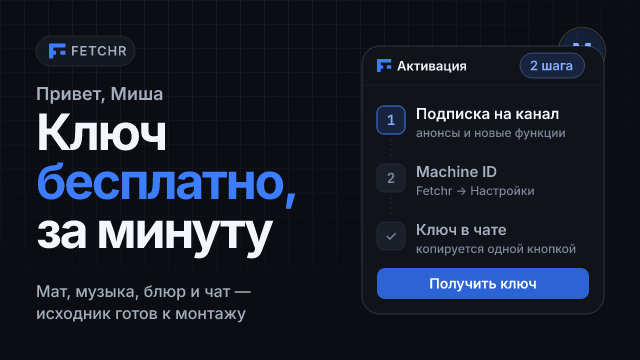 FETCHR
Привет, Миша
Ключ
бесплатно,
за минуту
Мат, музыка, блюр и чат —
исходник готов к монтажу
Активация
2 шага
1
Подписка на канал
анонсы и новые функции
2
Machine ID
Fetchr → Настройки
Ключ в чате
копируется одной кнопкой
Получить ключ